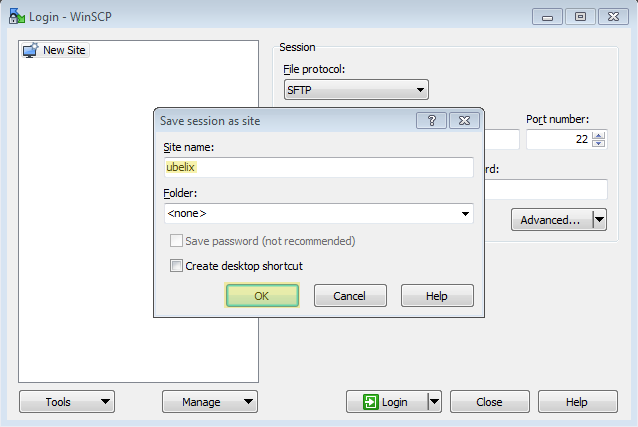 Login - WinSCP
New Site
Session
File protocol:
SFTP
Port number:
22
rd:
Advanced...
Save session as site
Site name:
ubelix
Folder:
<none>
Save password (not recommended)
Create desktop shortcut
OK Cancel Help
Tools Manage Login Close Help